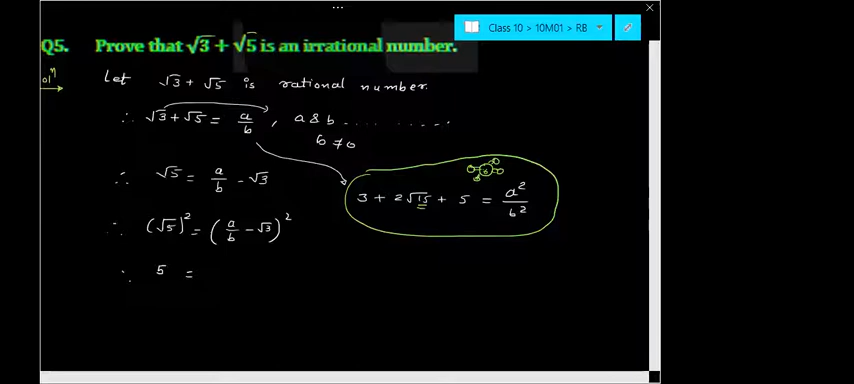 Class 10 > 10M01 > RB
Q5. Prove that √3 + √5 is an irrational number.
Let √3 + √5 is rational number.
∴ √3 + √5 = a/b , a & b ..............
b ≠ 0
∴ √5 = a/b - √3
3 + 2√15 + 5 = a²/b²
∴ (√5)² = (a/b - √3)²
∴ 5 =